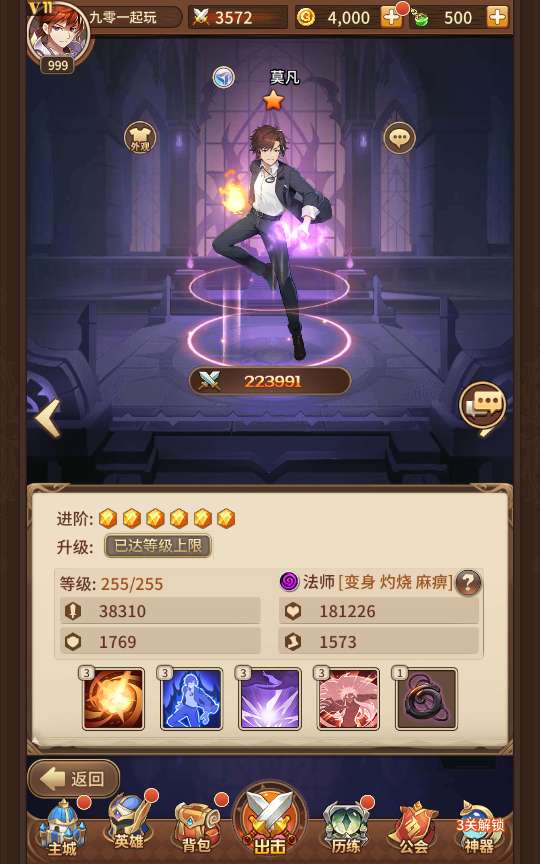 V11
九零一起玩
3572
4,000
500
999
莫凡
外观
223991
进阶:
升级:
已达等级上限
等级: 255/255
法师 [变身 灼烧 麻痹]
?
38310
181226
1769
1573
3
3
3
3
1
返回
主城
英雄
背包
出击
历练
公会
3关解锁
神器